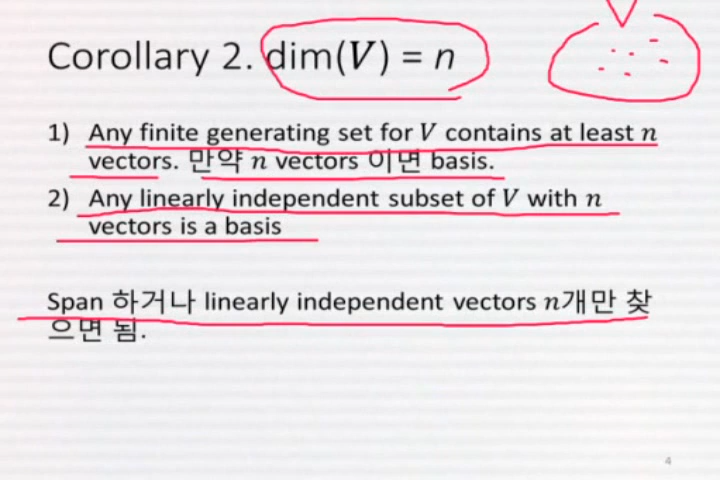 Corollary 2. dim(V) = n
1) Any finite generating set for V contains at least n
vectors. 만약 n vectors 이면 basis.
2) Any linearly independent subset of V with n
vectors is a basis
Span 하거나 linearly independent vectors n개만 찾
으면 됨.
4